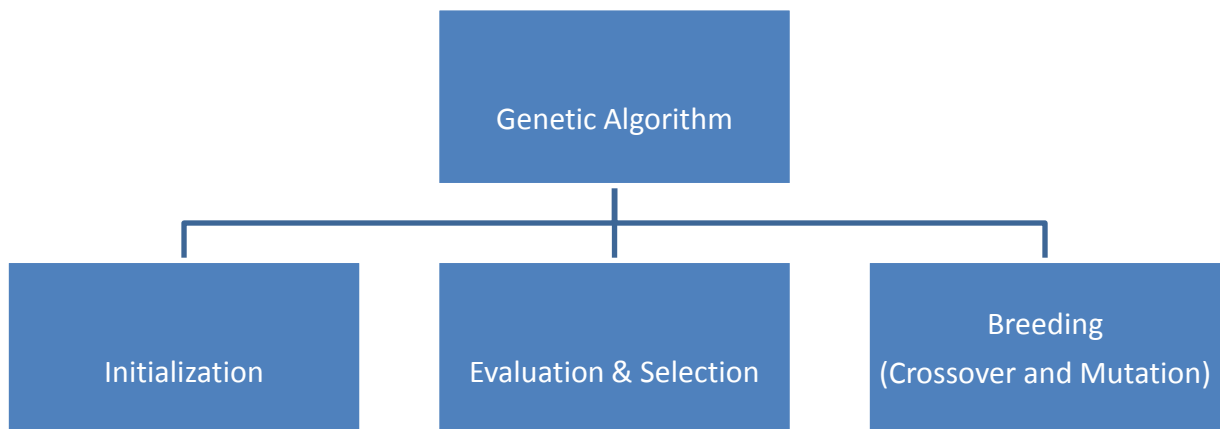 Genetic Algorithm
Initialization
Evaluation & Selection
Breeding
(Crossover and Mutation)